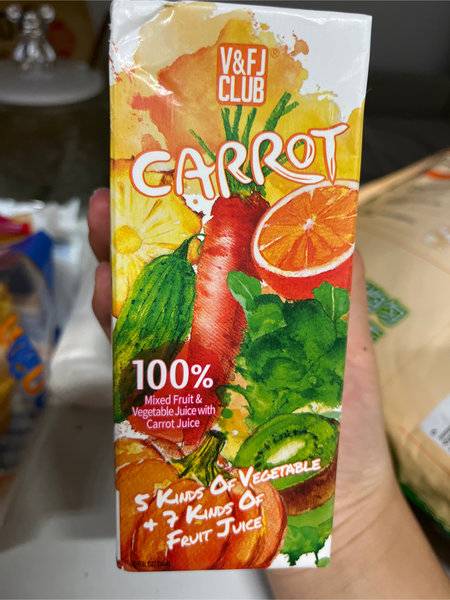 V&FJ
CLUB
®
CARROT
100%
Mixed Fruit &
Vegetable Juice with
Carrot Juice
5 KINDS OF VEGETABLE
+ 7 KINDS OF
FRUIT JUICE